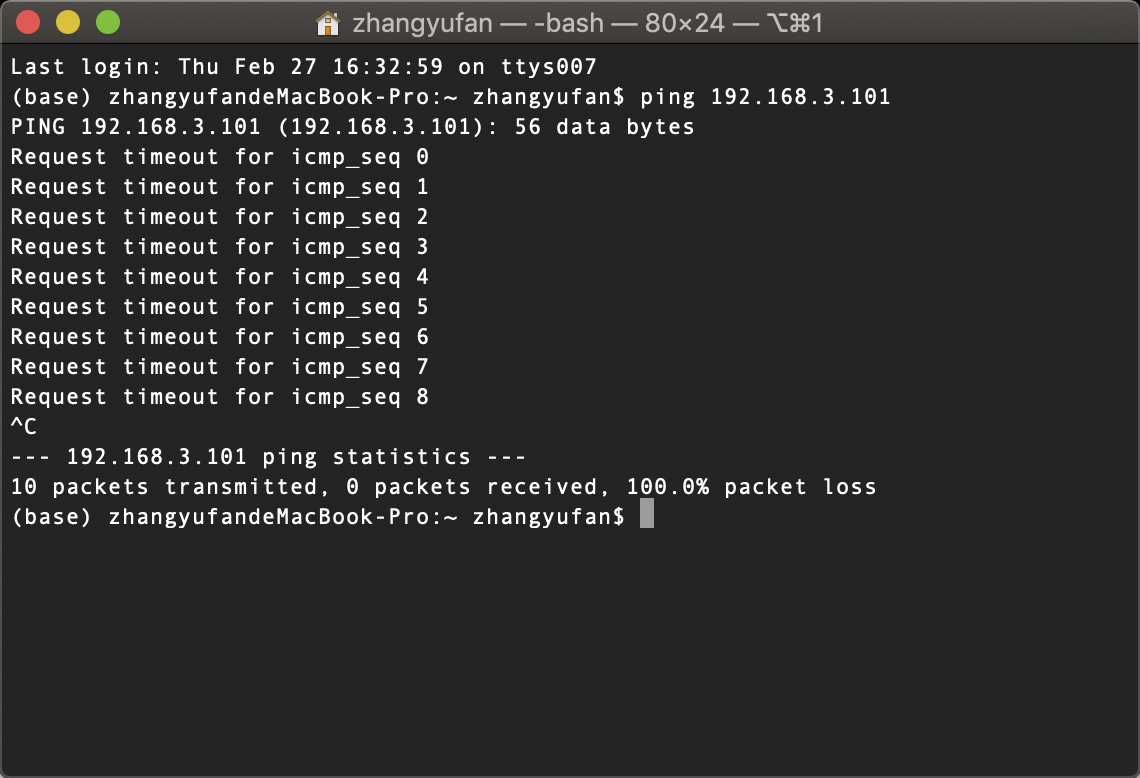 zhangyufan — -bash — 80×24 — ⌥⌘1
Last login: Thu Feb 27 16:32:59 on ttys007
(base) zhangyufandeMacBook-Pro:~ zhangyufan$ ping 192.168.3.101
PING 192.168.3.101 (192.168.3.101): 56 data bytes
Request timeout for icmp_seq 0
Request timeout for icmp_seq 1
Request timeout for icmp_seq 2
Request timeout for icmp_seq 3
Request timeout for icmp_seq 4
Request timeout for icmp_seq 5
Request timeout for icmp_seq 6
Request timeout for icmp_seq 7
Request timeout for icmp_seq 8
^C
--- 192.168.3.101 ping statistics ---
10 packets transmitted, 0 packets received, 100.0% packet loss
(base) zhangyufandeMacBook-Pro:~ zhangyufan$